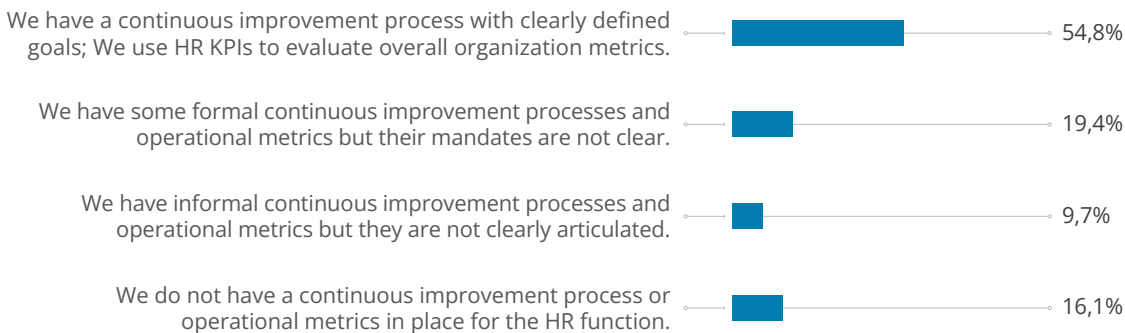 We have a continuous improvement process with clearly defined
goals; We use HR KPIs to evaluate overall organization metrics.
54,8%
We have some formal continuous improvement processes and
operational metrics but their mandates are not clear.
19,4%
We have informal continuous improvement processes and
operational metrics but they are not clearly articulated.
9,7%
We do not have a continuous improvement process or
operational metrics in place for the HR function.
16,1%